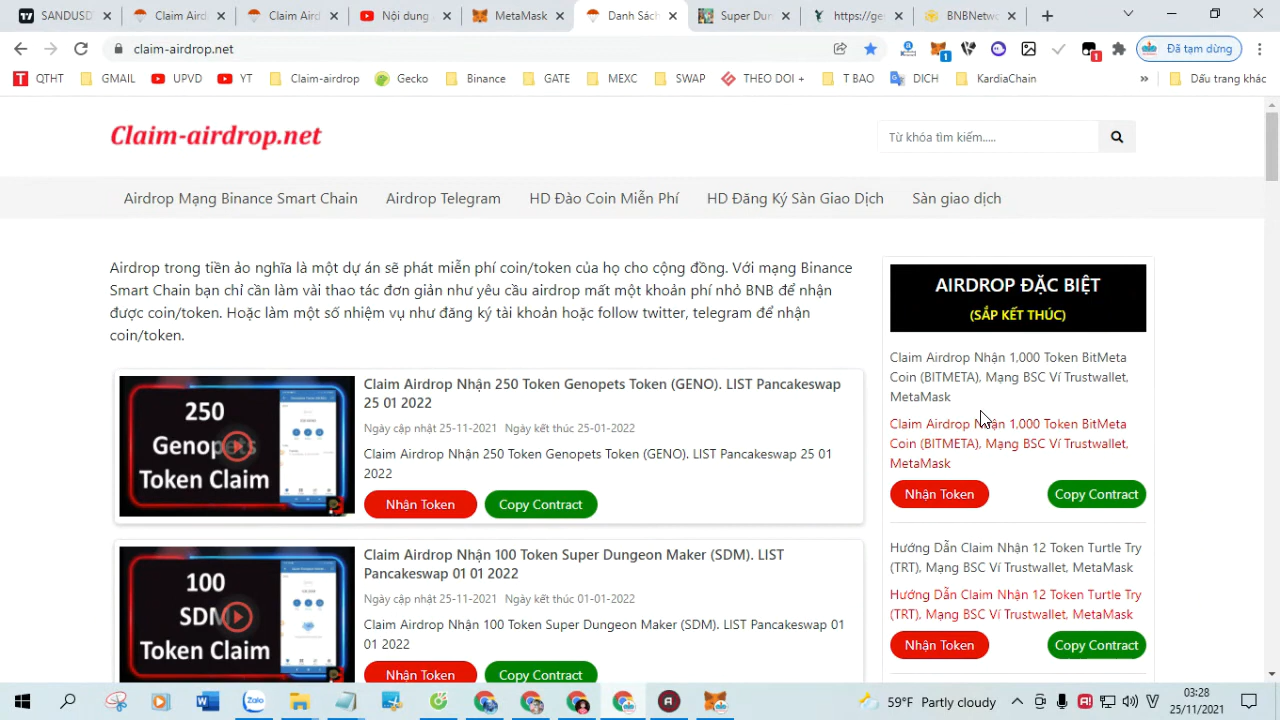 SANDUSD
Claim Air
Airdrop
Claim Aird
Nội dung
MetaMask
Danh Sách
Super Dun
https://ge
BNBNetwo
claim-airdrop.net
Đã tạm dừng
QTHT
GMAIL
UPVD
YT
Claim-airdrop
Gecko
Binance
GATE
MEXC
SWAP
THEO DOI +
T BAO
DICH
KardiaChain
»
Dấu trang khác
Claim-airdrop.net
Từ khóa tìm kiếm.....
Airdrop Mạng Binance Smart Chain
Airdrop Telegram
HD Đào Coin Miễn Phí
HD Đăng Ký Sàn Giao Dịch
Sàn giao dịch
Airdrop trong tiền ảo nghĩa là một dự án sẽ phát miễn phí coin/token của họ cho cộng đồng. Với mạng Binance
Smart Chain bạn chỉ cần làm vài thao tác đơn giản như yêu cầu airdrop mất một khoản phí nhỏ BNB để nhận
được coin/token. Hoặc làm một số nhiệm vụ như đăng ký tài khoản hoặc follow twitter, telegram để nhận
coin/token.
250
Genopets
Token Claim
Claim Airdrop Nhận 250 Token Genopets Token (GENO). LIST Pancakeswap
25 01 2022
Ngày cập nhật 25-11-2021 Ngày kết thúc 25-01-2022
Claim Airdrop Nhận 250 Token Genopets Token (GENO). LIST Pancakeswap 25 01
2022
Nhận Token
Copy Contract
100
SDM
Token Claim
Claim Airdrop Nhận 100 Token Super Dungeon Maker (SDM). LIST
Pancakeswap 01 01 2022
Ngày cập nhật 25-11-2021 Ngày kết thúc 01-01-2022
Claim Airdrop Nhận 100 Token Super Dungeon Maker (SDM). LIST Pancakeswap 01
01 2022
Nhận Token
Copy Contract
AIRDROP ĐẶC BIỆT
(SẮP KẾT THÚC)
Claim Airdrop Nhận 1,000 Token BitMeta
Coin (BITMETA), Mạng BSC Ví Trustwallet,
MetaMask
Claim Airdrop Nhận 1,000 Token BitMeta
Coin (BITMETA), Mạng BSC Ví Trustwallet,
MetaMask
Nhận Token
Copy Contract
Hướng Dẫn Claim Nhận 12 Token Turtle Try
(TRT), Mạng BSC Ví Trustwallet, MetaMask
Hướng Dẫn Claim Nhận 12 Token Turtle Try
(TRT), Mạng BSC Ví Trustwallet, MetaMask
Nhận Token
Copy Contract
Zalo
59°F Partly cloudy
03:28
25/11/2021